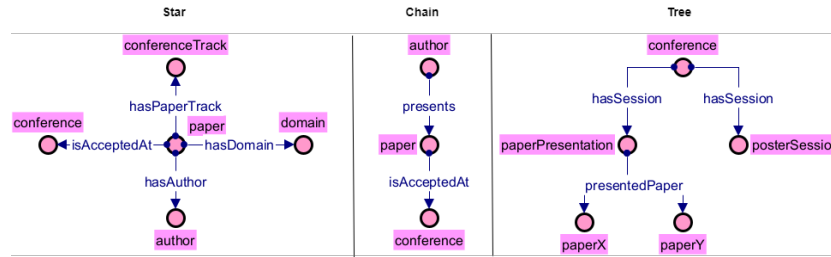 Star
Chain
Tree
conferenceTrack
hasPaperTrack
conference
paper
domain
isAcceptedAt
hasDomain
hasAuthor
author
author
presents
paper
isAcceptedAt
conference
conference
hasSession
hasSession
paperPresentation
posterSessio
presentedPaper
paperX
paperY